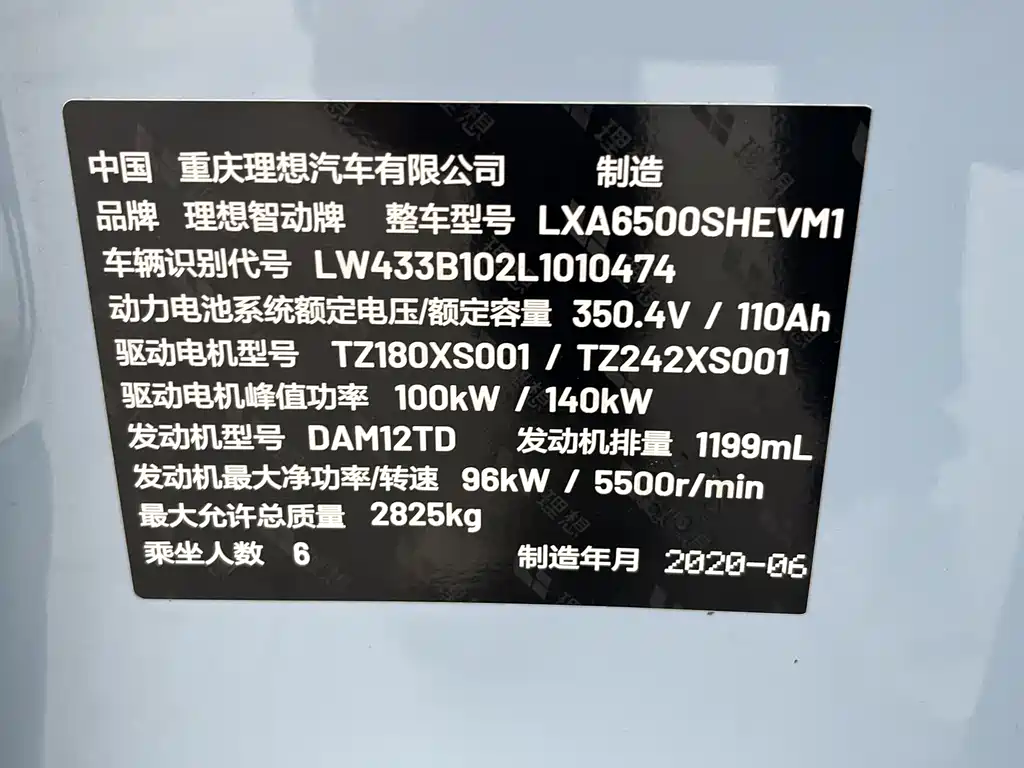 中国 重庆理想汽车有限公司 制造
品牌 理想智动牌 整车型号 LXA6500SHEVM1
车辆识别代号 LW433B102L1010474
动力电池系统额定电压/额定容量 350.4V / 110Ah
驱动电机型号 TZ180XS001 / TZ242XS001
驱动电机峰值功率 100kW / 140kW
发动机型号 DAM12TD 发动机排量 1199mL
发动机最大净功率/转速 96kW / 5500r/min
最大允许总质量 2825kg
乘坐人数 6 制造年月 2020-06